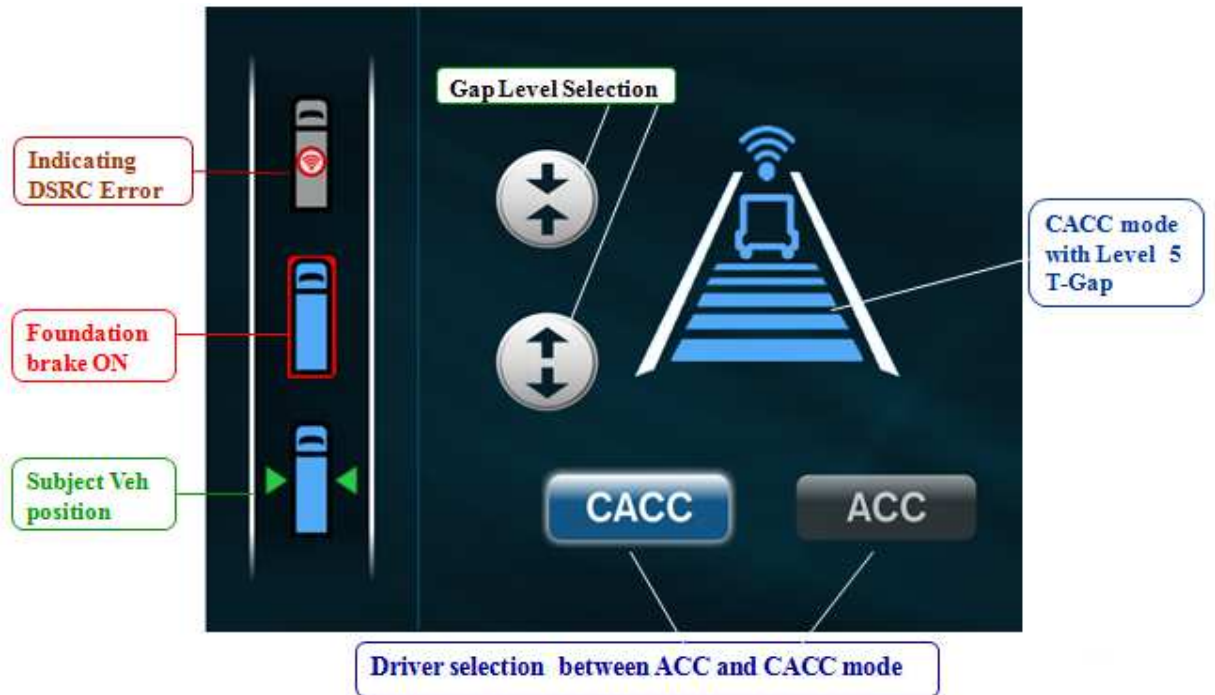 Gap Level Selection
Indicating
DSRC Error
CACC mode
with Level 5
T-Gap
Foundation
brake ON
Subject Veh
position
CACC
ACC
Driver selection between ACC and CACC mode